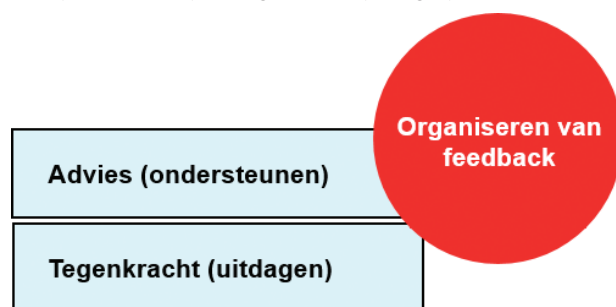 Organiseren van
feedback
Advies (ondersteunen)
Tegenkracht (uitdagen)